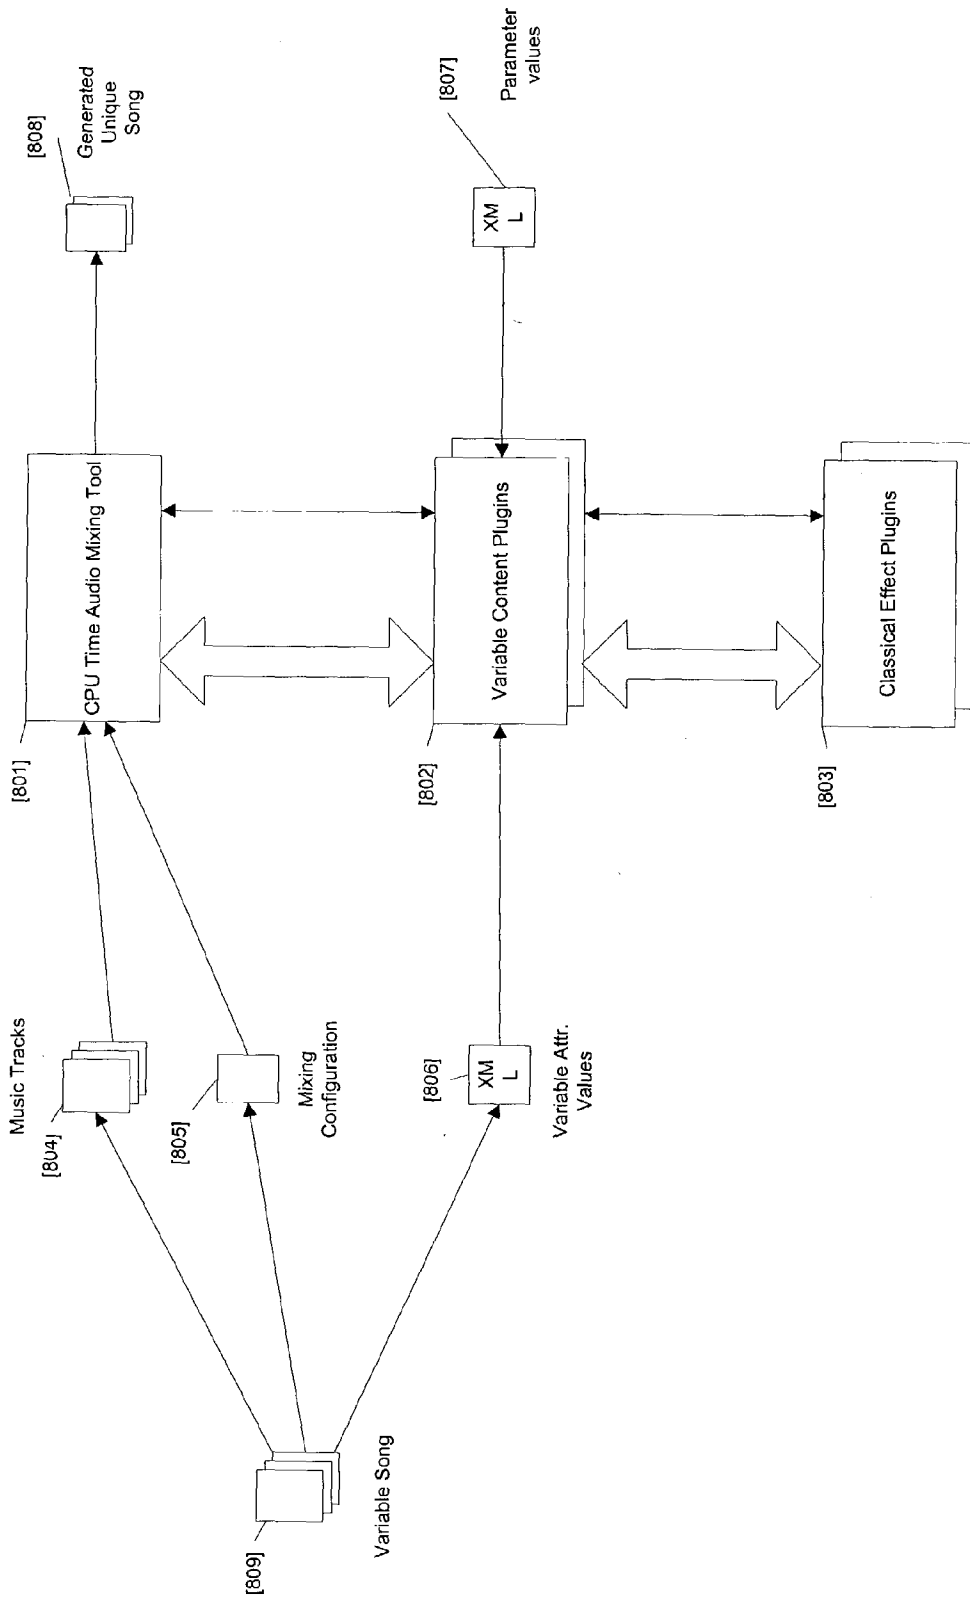 [808]
Generated
Unique
Song
[801]
CPU Time Audio Mixing Tool
Music Tracks
[804]
[805]
Mixing
Configuration
[809]
Variable Song
[806]
XM
L
Variable Attr.
Values
[802]
Variable Content Plugins
[807]
XM
L
Parameter
values
[803]
Classical Effect Plugins